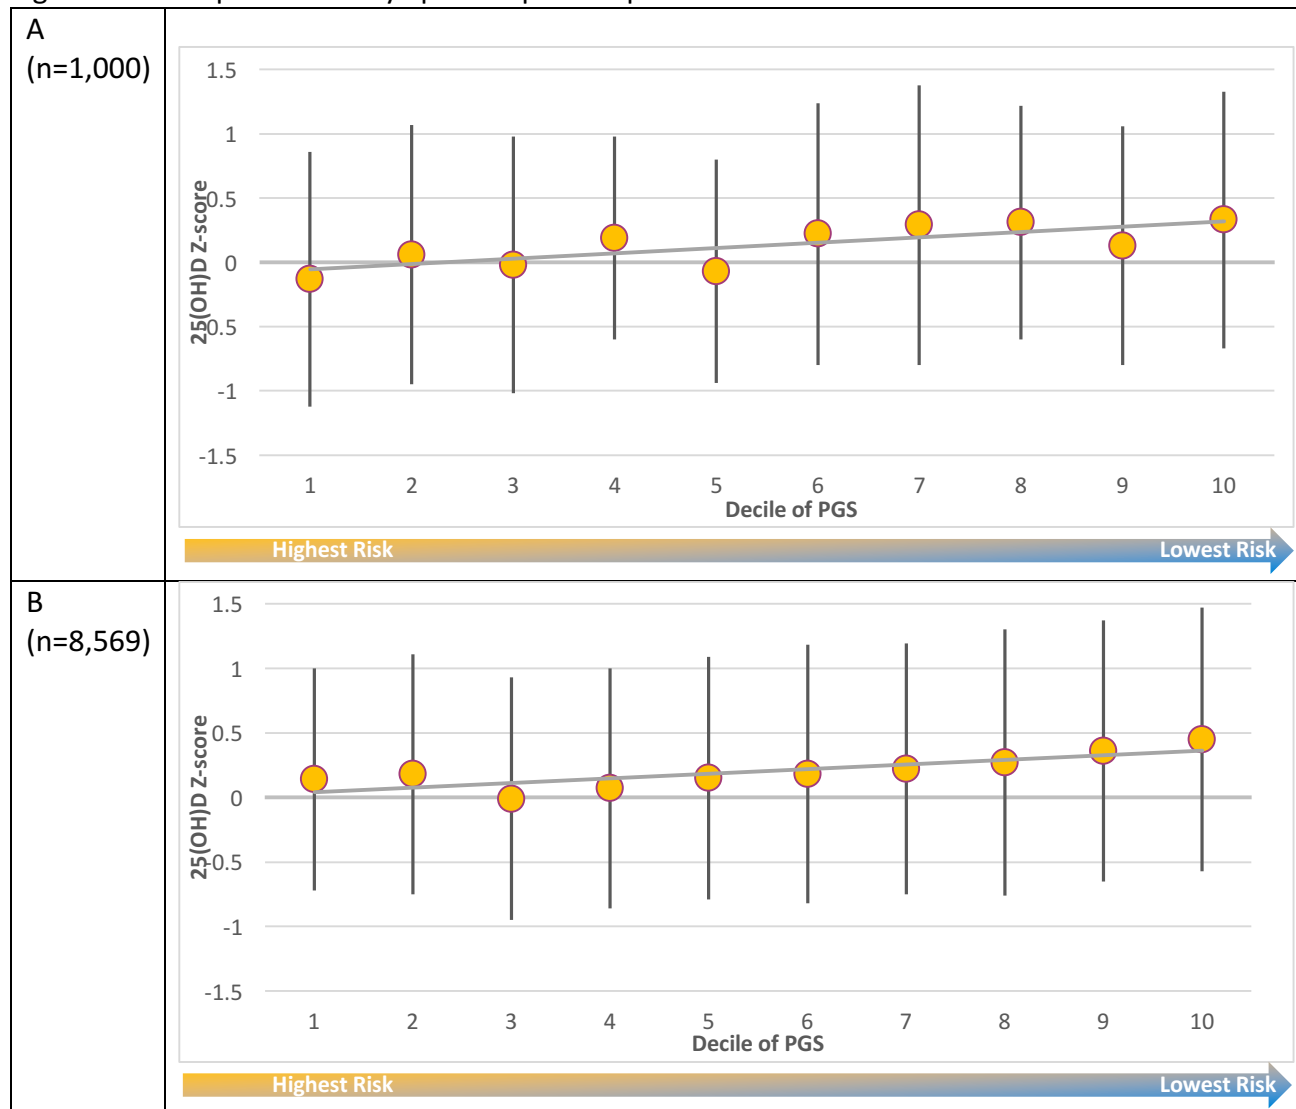 A
(n=1,000)
1.5
1
0.5
0
-0.5
-1
-1.5
25(OH)D Z-score
1 2 3 4 5 6 7 8 9 10
Decile of PGS
Highest Risk Lowest Risk
B
(n=8,569)
1.5
1
0.5
0
-0.5
-1
-1.5
25(OH)D Z-score
1 2 3 4 5 6 7 8 9 10
Decile of PGS
Highest Risk Lowest Risk